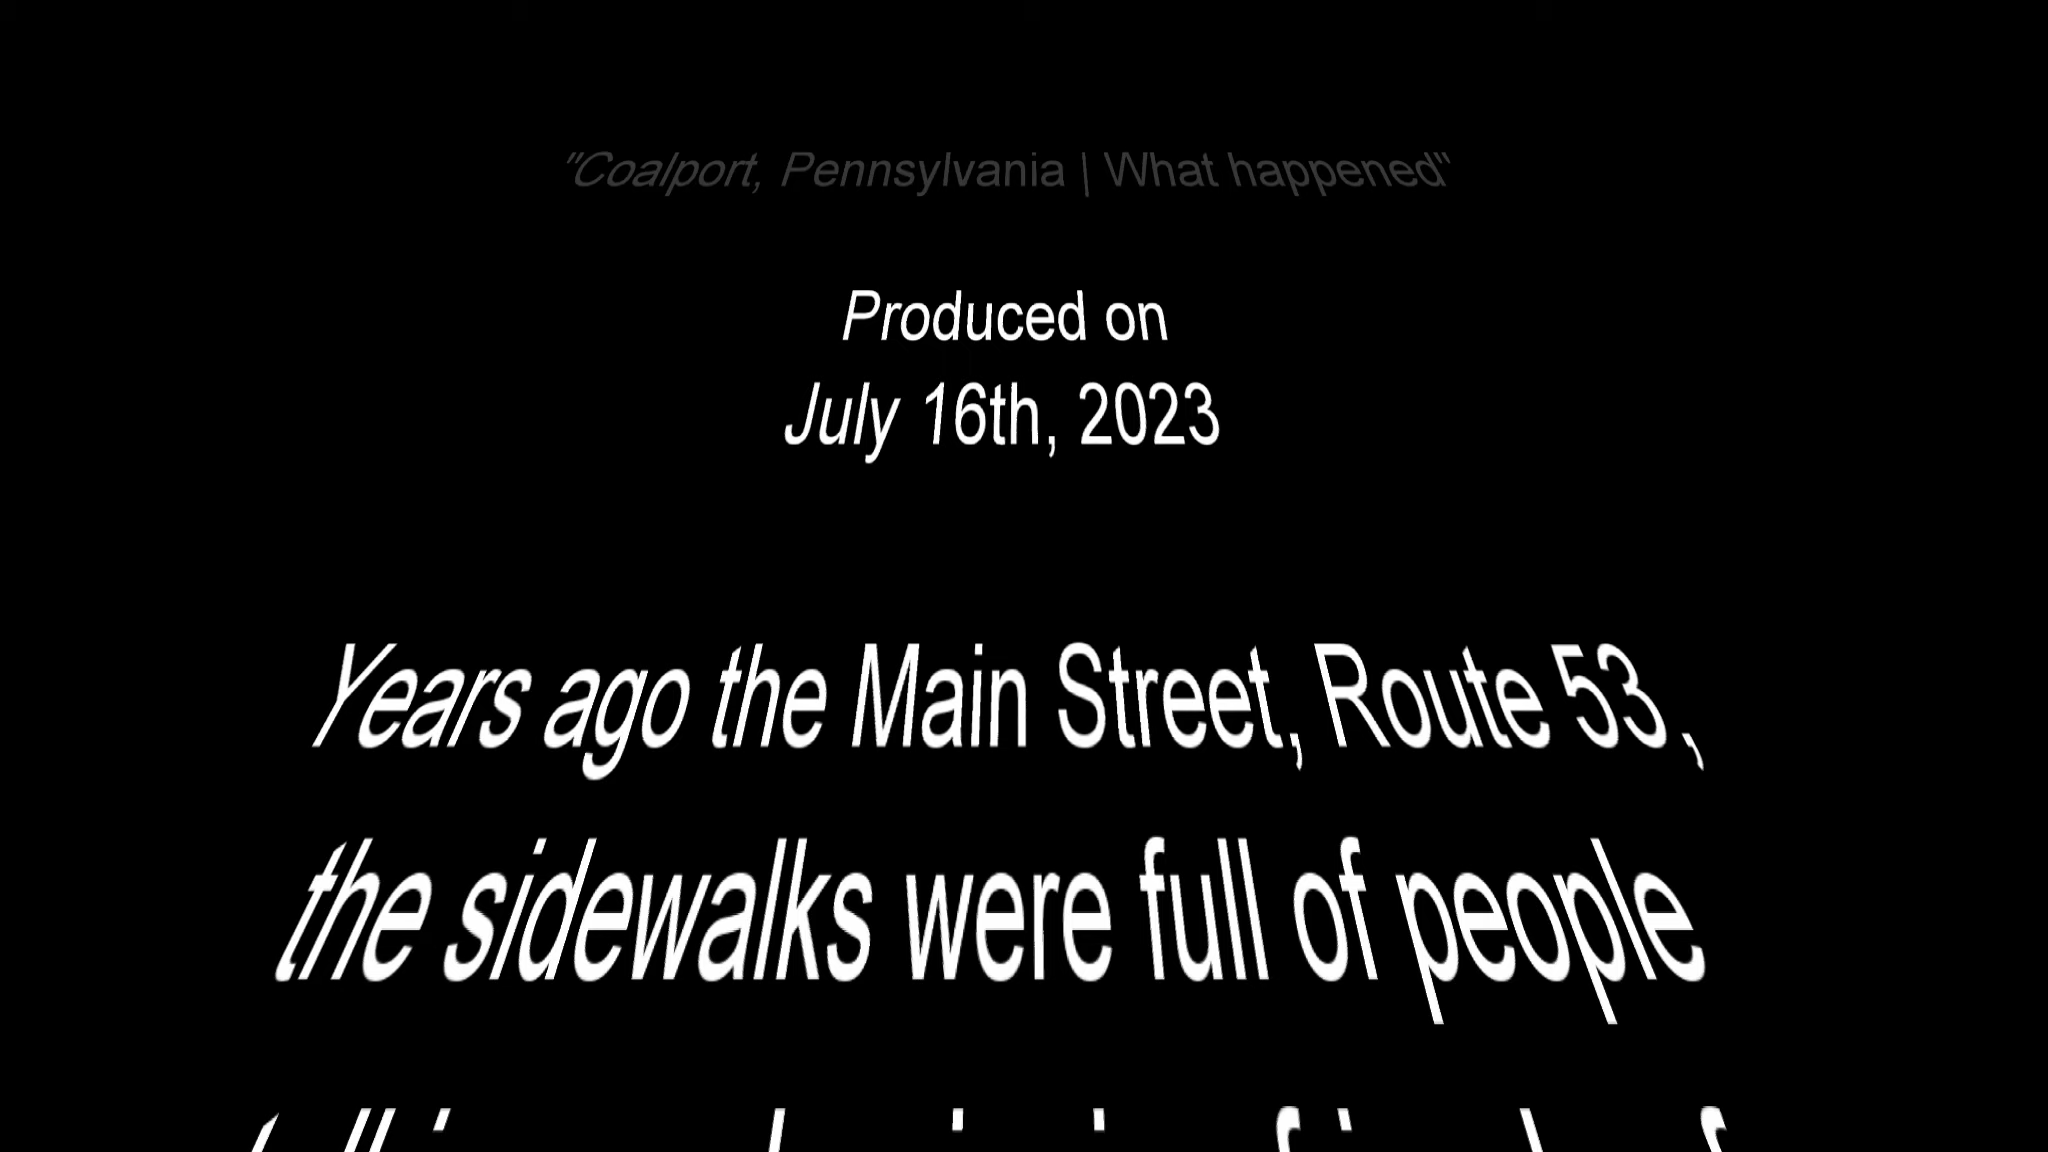 "Coalport, Pennsylvania | What happened"
Produced on
July 16th, 2023
Years ago the Main Street, Route 53,
the sidewalks were full of people